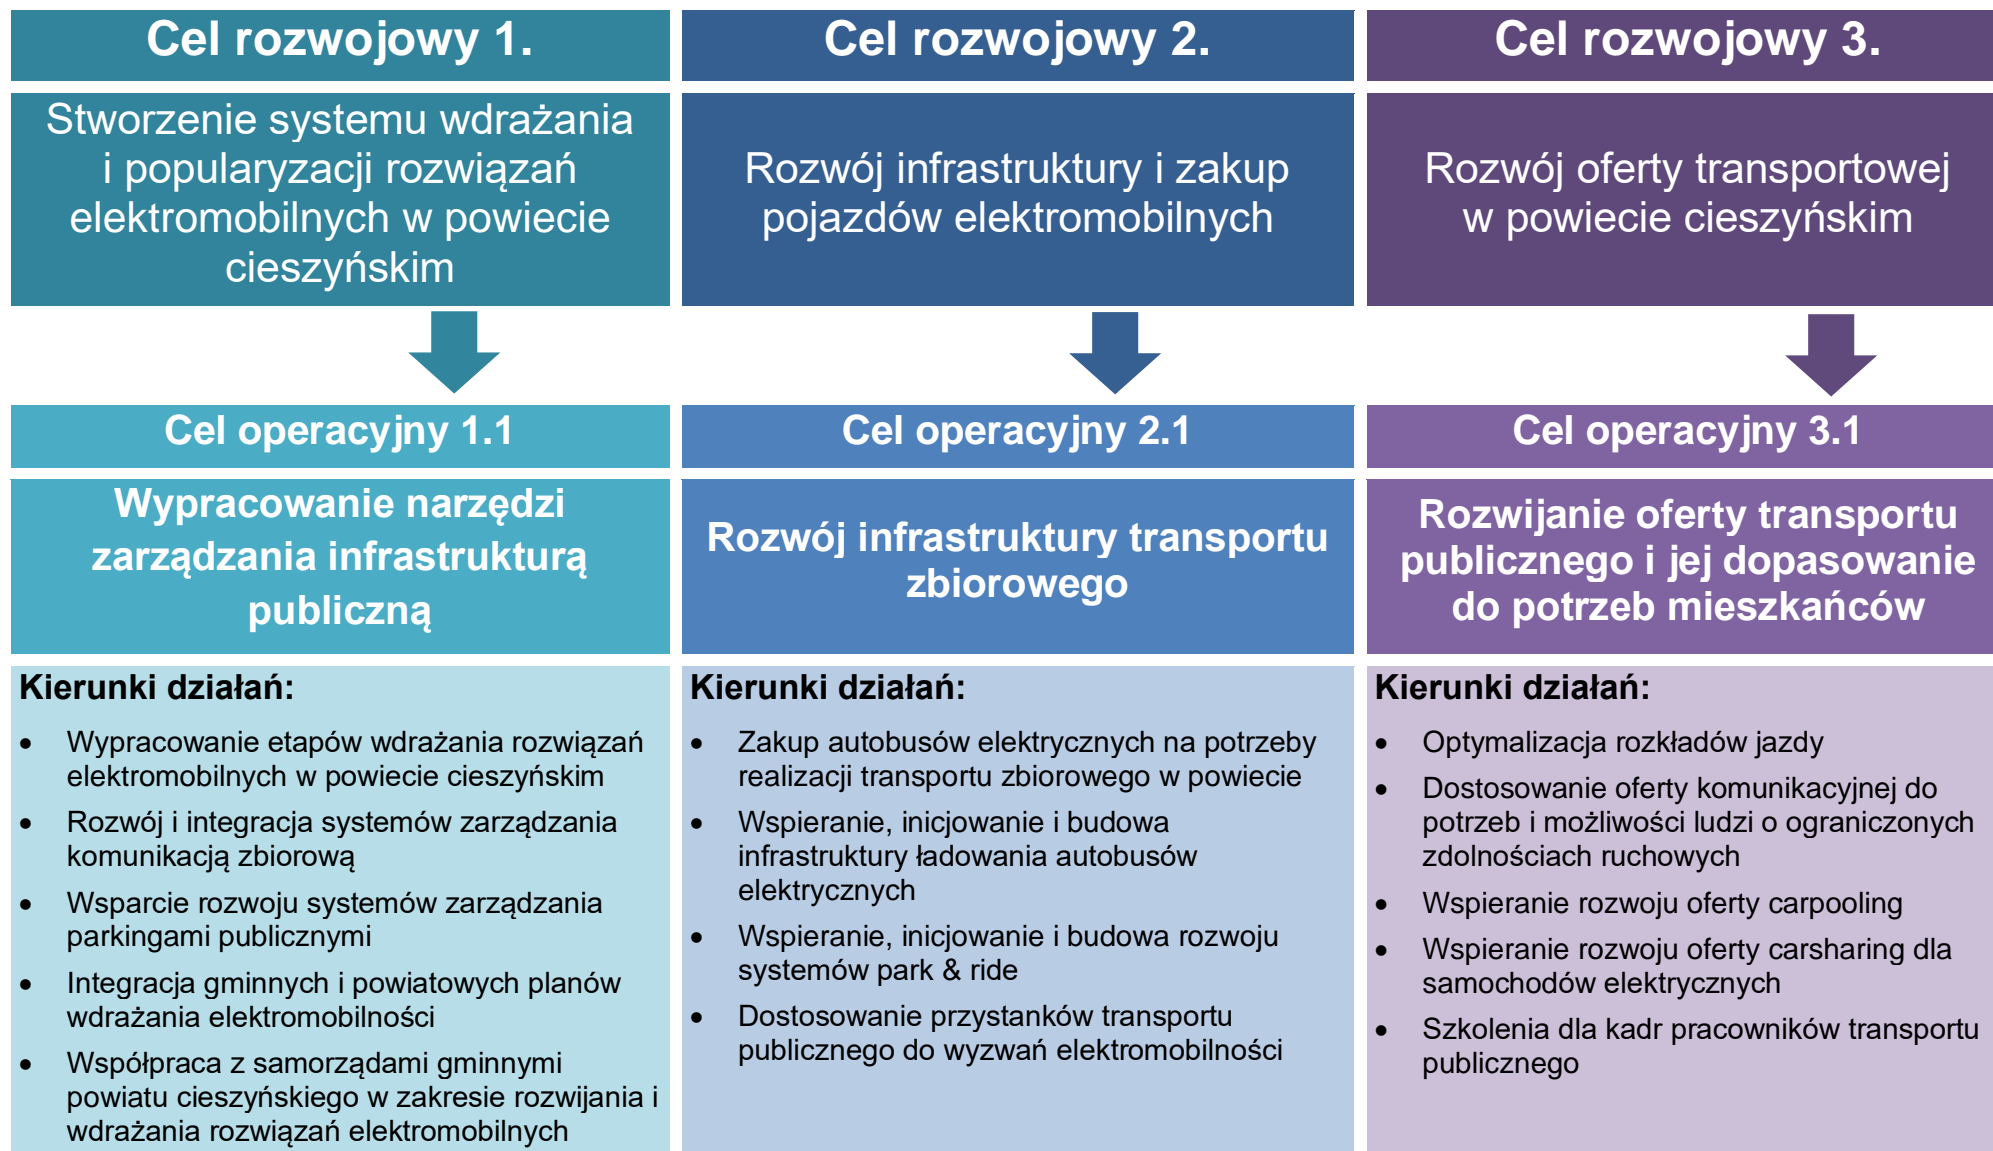 Cel rozwojowy 1.
Stworzenie systemu wdrażania
i popularyzacji rozwiązań
elektromobilnych w powiecie
cieszyńskim
Cel operacyjny 1.1
Wypracowanie narzędzi
zarządzania infrastrukturą
publiczną
Kierunki działań:
• Wypracowanie etapów wdrażania rozwiązań
elektromobilnych w powiecie cieszyńskim
• Rozwój i integracja systemów zarządzania
komunikacją zbiorową
• Wsparcie rozwoju systemów zarządzania
parkingami publicznymi
• Integracja gminnych i powiatowych planów
wdrażania elektromobilności
• Współpraca z samorządami gminnymi
powiatu cieszyńskiego w zakresie rozwijania i
wdrażania rozwiązań elektromobilnych
Cel rozwojowy 2.
Rozwój infrastruktury i zakup
pojazdów elektromobilnych
Cel operacyjny 2.1
Rozwój infrastruktury transportu
zbiorowego
Kierunki działań:
• Zakup autobusów elektrycznych na potrzeby
realizacji transportu zbiorowego w powiecie
• Wspieranie, inicjowanie i budowa
infrastruktury ładowania autobusów
elektrycznych
• Wspieranie, inicjowanie i budowa rozwoju
systemów park & ride
• Dostosowanie przystanków transportu
publicznego do wyzwań elektromobilności
Cel rozwojowy 3.
Rozwój oferty transportowej
w powiecie cieszyńskim
Cel operacyjny 3.1
Rozwijanie oferty transportu
publicznego i jej dopasowanie
do potrzeb mieszkańców
Kierunki działań:
• Optymalizacja rozkładów jazdy
• Dostosowanie oferty komunikacyjnej do
potrzeb i możliwości ludzi o ograniczonych
zdolnościach ruchowych
• Wspieranie rozwoju oferty carpooling
• Wspieranie rozwoju oferty carsharing dla
samochodów elektrycznych
• Szkolenia dla kadr pracowników transportu
publicznego